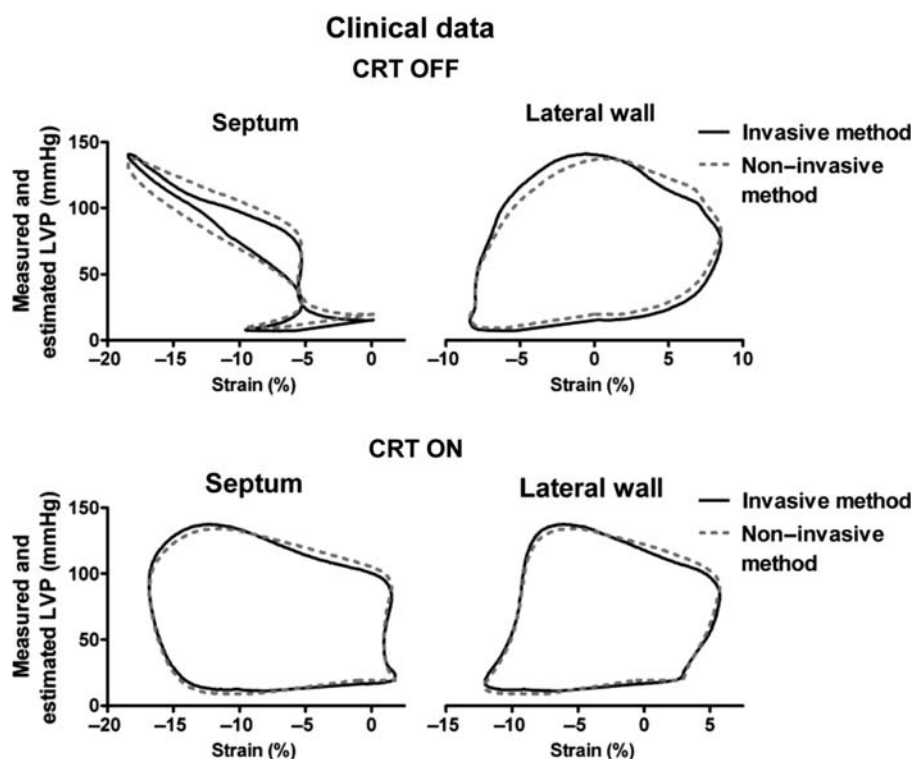 Clinical data
CRT OFF
Septum
Lateral wall
Invasive method
Non–invasive
method
Measured and
estimated LVP (mmHg)
150
100
50
0
–20
–15
–10
–5
0
Strain (%)
–10
–5
0
5
10
Strain (%)
CRT ON
Septum
Lateral wall
Invasive method
Non–invasive
method
Measured and
estimated LVP (mmHg)
150
100
50
0
–20
–15
–10
–5
0
Strain (%)
–15
–10
–5
0
5
Strain (%)